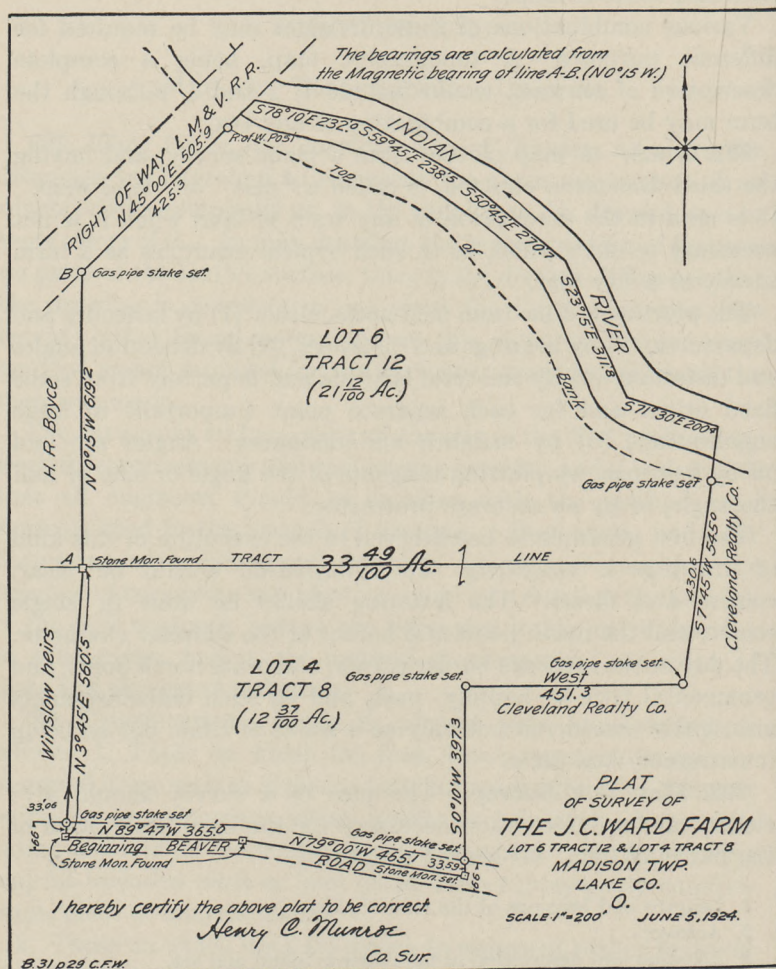 The bearings are calculated from
the Magnetic bearing of line A-B. (N0°15'W.)
N
RIGHT OF WAY L.M & V.R.R.
N 45°00'E 505.9
425.3
R.of W. Post
S78°10'E 232.0
S59°45'E 238.5
S50°45'E 270.7
S23°15'E 311.8
S71°30'E 200.4
INDIAN
RIVER
Top
of
Bank
B Gas pipe stake set.
LOT 6
TRACT 12
(21 12/100 Ac.)
H.R. Boyce
N 0°15'W 619.2
Gas pipe stake set
430.6
S7°45'W 545.0
Cleveland Realty Co.
A Stone Mon. Found TRACT 33 49/100 Ac. LINE
Winslow heirs
N 3°45'E 560.5
LOT 4
TRACT 8
(12 37/100 Ac.)
Gas pipe stake set.
Gas pipe stake set.
West
451.3
Cleveland Realty Co.
S 0°10'W 397.3
33.06
66
Gas pipe stake set
N 89°47'W 365.0
Beginning BEAVER
Stone Mon. Found
Gas pipe stake set.
N79°00'W 465.1
33.59
66
ROAD Stone Mon. set.
PLAT
OF SURVEY OF
THE J.C.WARD FARM
LOT 6 TRACT 12 & LOT 4 TRACT 8
MADISON TWP.
LAKE CO.
O.
SCALE-1"=200' JUNE 5, 1924.
I hereby certify the above plat to be correct
Henry C. Munroe
Co. Sur.
B.31 p 29 C.F.W.